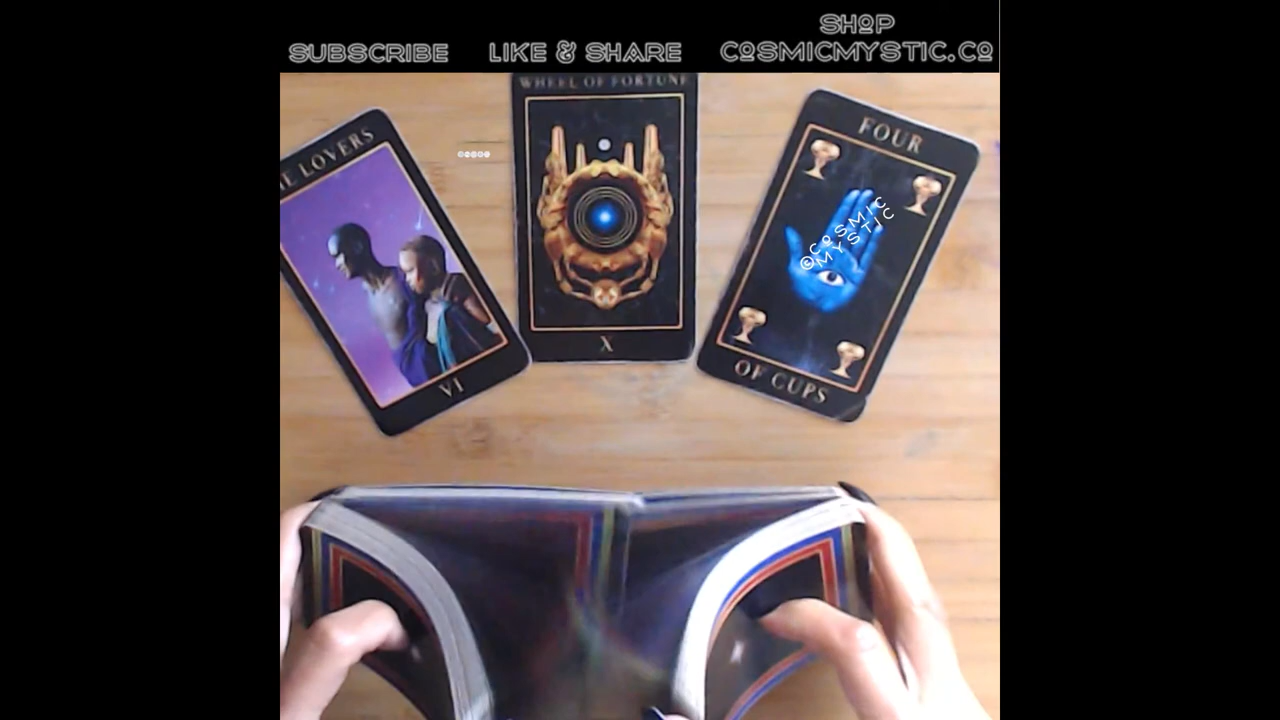 SHOP
SUBSCRIBE LIKE & SHARE COSMICMYSTIC.CO
WHEEL OF FORTUNE
LOVERS
FOUR
©COSMIC
MYSTIC
X
OF CUPS
VI